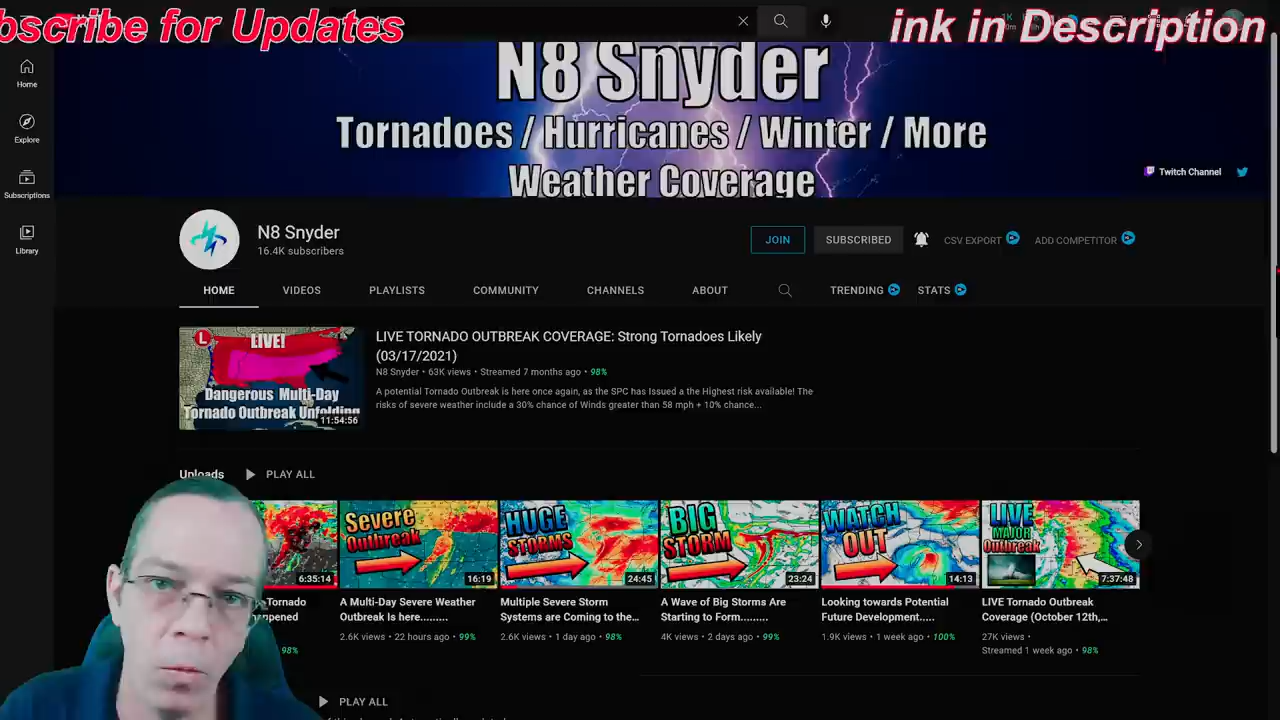 bscribe for Updates
ink in Description
Home
Explore
Subscriptions
Library
N8 Snyder
Tornadoes / Hurricanes / Winter / More
Weather Coverage
Twitch Channel
N8 Snyder
16.4K subscribers
JOIN
SUBSCRIBED
CSV EXPORT
ADD COMPETITOR
HOME
VIDEOS
PLAYLISTS
COMMUNITY
CHANNELS
ABOUT
TRENDING
STATS
LIVE!
Dangerous Multi-Day
Tornado Outbreak Unfolding
11:54:56
LIVE TORNADO OUTBREAK COVERAGE: Strong Tornadoes Likely
(03/17/2021)
N8 Snyder • 63K views • Streamed 7 months ago • 98%
A potential Tornado Outbreak is here once again, as the SPC has Issued a the Highest risk available! The
risks of severe weather include a 30% chance of Winds greater than 58 mph + 10% chance...
Uploads
PLAY ALL
6:35:14
Tornado
98%
Severe
Outbreak
16:19
A Multi-Day Severe Weather
Outbreak Is here.........
2.6K views • 22 hours ago • 99%
HUGE
STORMS
24:45
Multiple Severe Storm
Systems are Coming to the...
2.6K views • 1 day ago • 98%
BIG
STORM
23:24
A Wave of Big Storms Are
Starting to Form.......
4K views • 2 days ago • 99%
WATCH
OUT
14:13
Looking towards Potential
Future Development.....
1.9K views • 1 week ago • 100%
LIVE
MAJOR
Outbreak
7:37:48
LIVE Tornado Outbreak
Coverage (October 12th,...
27K views •
Streamed 1 week ago • 98%
PLAY ALL